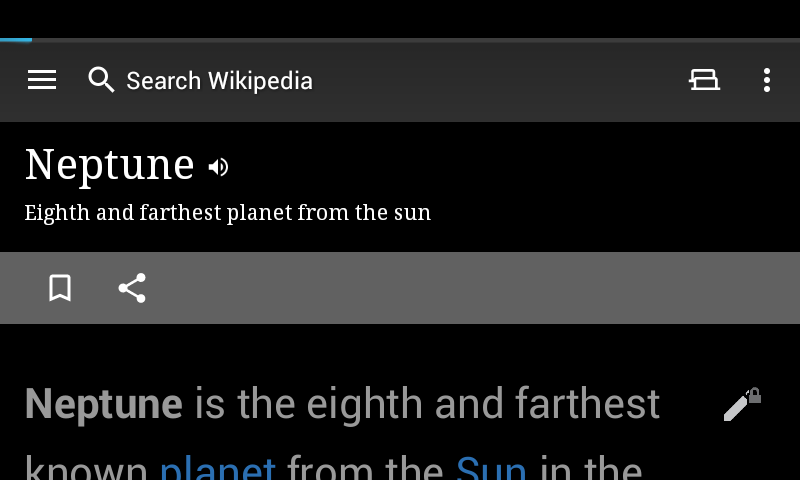 Search Wikipedia
Neptune
Eighth and farthest planet from the sun
Neptune is the eighth and farthest
known planet from the Sun in the